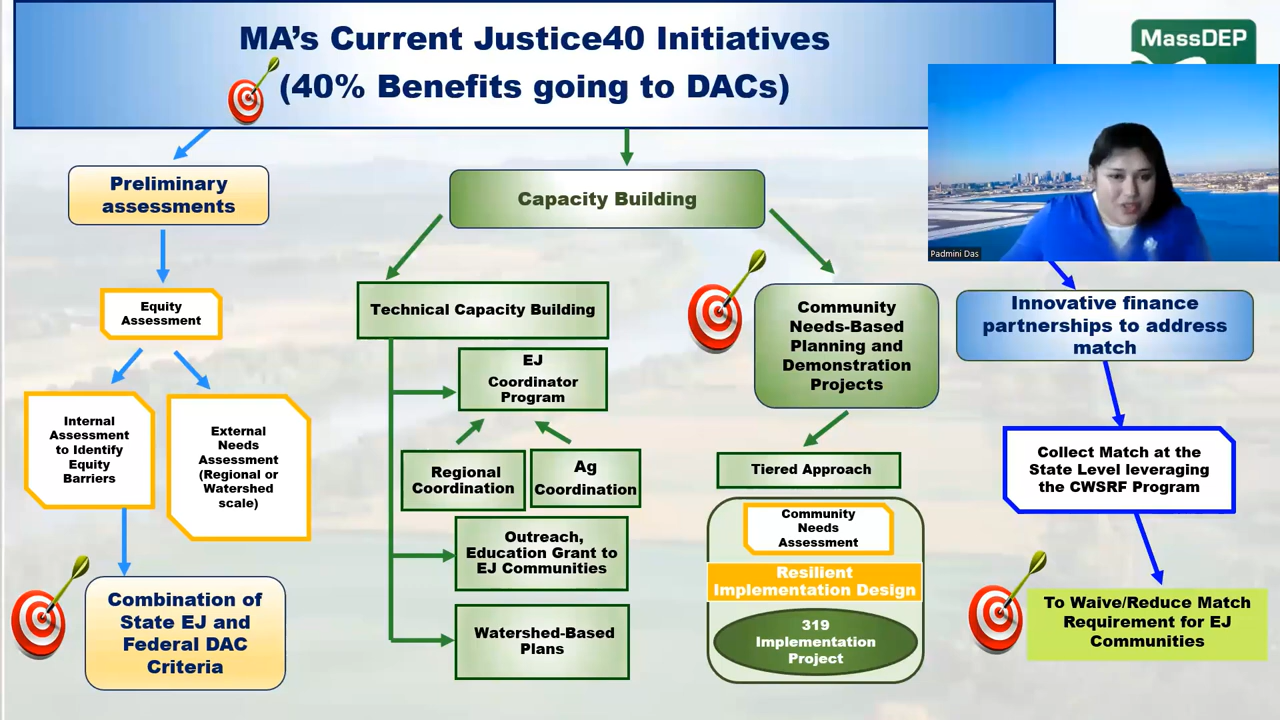 MA's Current Justice40 Initiatives
(40% Benefits going to DACs)
MassDEP
Padmini Das
Preliminary
assessments
Equity
Assessment
Internal
Assessment
to Identify
Equity
Barriers
External
Needs
Assessment
(Regional or
Watershed
scale)
Combination of
State EJ and
Federal DAC
Criteria
Capacity Building
Technical Capacity Building
EJ
Coordinator
Program
Regional
Coordination
Ag
Coordination
Outreach,
Education Grant to
EJ Communities
Watershed-Based
Plans
Community
Needs-Based
Planning and
Demonstration
Projects
Tiered Approach
Community
Needs
Assessment
Resilient
Implementation Design
319
Implementation
Project
Innovative finance
partnerships to address
match
Collect Match at the
State Level leveraging
the CWSRF Program
To Waive/Reduce Match
Requirement for EJ
Communities